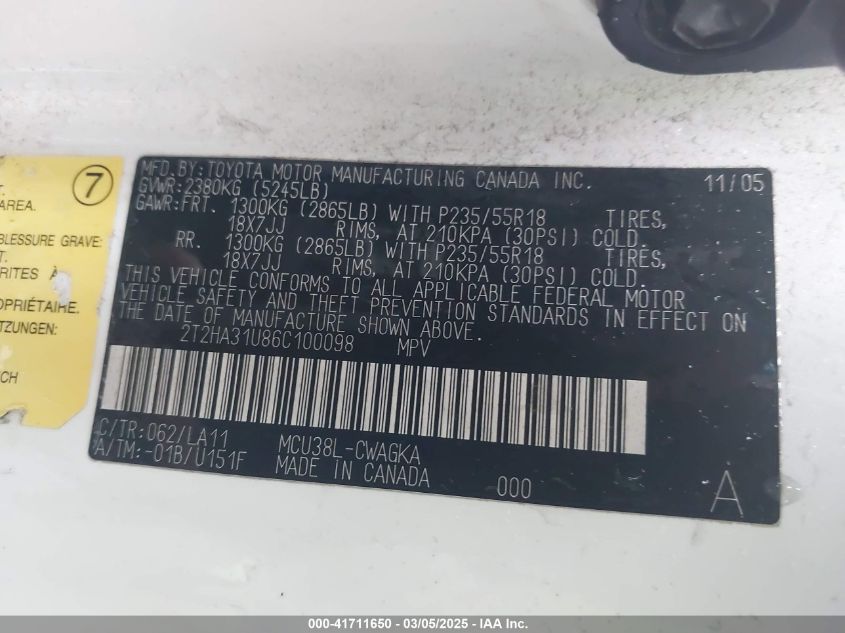 7
AREA.
BLESSURE GRAVE:
T.
RITES À
OPRIÉTAIRE.
TZUNGEN:
CH
MFD.BY:TOYOTA MOTOR MANUFACTURING CANADA INC. 11/05
GVWR:2380KG (5245LB)
GAWR:FRT. 1300KG (2865LB) WITH P235/55R18 TIRES,
18X7JJ RIMS, AT 210KPA (30PSI) COLD.
RR. 1300KG (2865LB) WITH P235/55R18 TIRES,
18X7JJ RIMS, AT 210KPA (30PSI) COLD.
THIS VEHICLE CONFORMS TO ALL APPLICABLE FEDERAL MOTOR
VEHICLE SAFETY AND THEFT PREVENTION STANDARDS IN EFFECT ON
THE DATE OF MANUFACTURE SHOWN ABOVE.
2T2HA31U86C100098 MPV
C/TR:062/LA11 MCU38L-CWAGKA
A/TM:-01B/U151F MADE IN CANADA 000 A
000-41711650 - 03/05/2025 - IAA Inc.